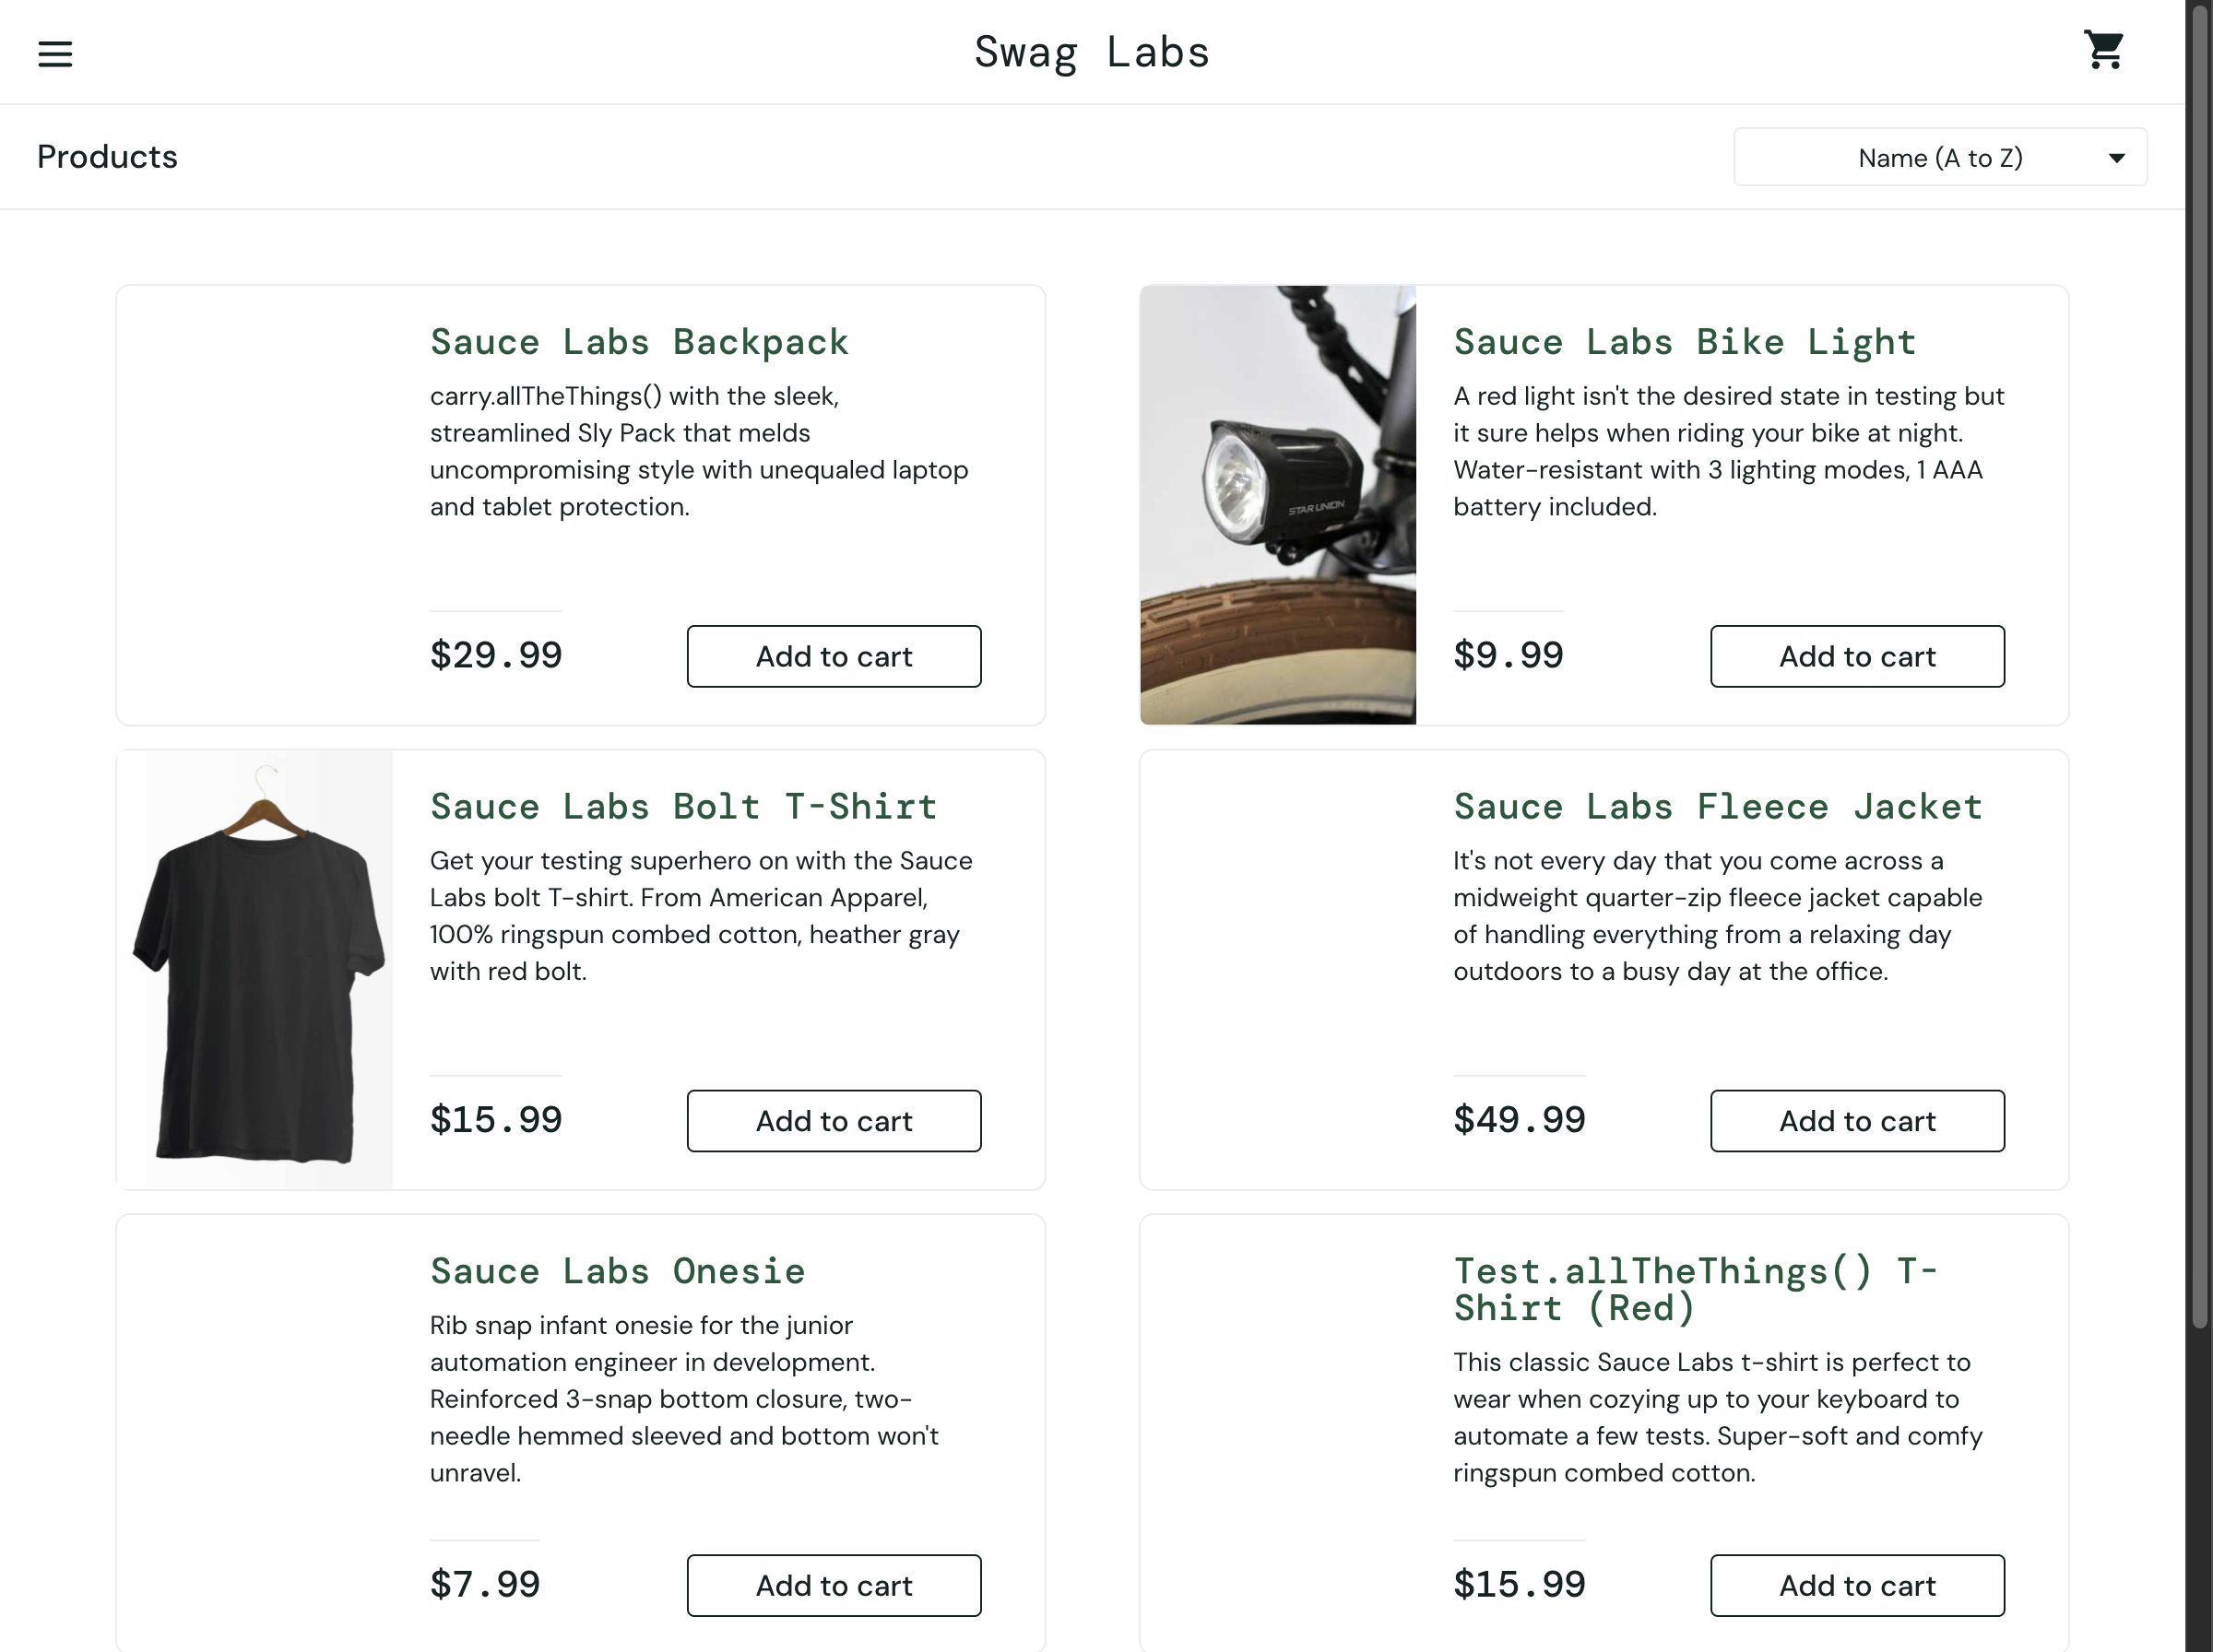 Swag Labs
Products
Name (A to Z)
Sauce Labs Backpack
carry.allTheThings() with the sleek,
streamlined Sly Pack that melds
uncompromising style with unequaled laptop
and tablet protection.
$29.99
Add to cart
Sauce Labs Bike Light
A red light isn't the desired state in testing but
it sure helps when riding your bike at night.
Water-resistant with 3 lighting modes, 1 AAA
battery included.
STAR UNION
$9.99
Add to cart
Sauce Labs Bolt T-Shirt
Get your testing superhero on with the Sauce
Labs bolt T-shirt. From American Apparel,
100% ringspun combed cotton, heather gray
with red bolt.
$15.99
Add to cart
Sauce Labs Fleece Jacket
It's not every day that you come across a
midweight quarter-zip fleece jacket capable
of handling everything from a relaxing day
outdoors to a busy day at the office.
$49.99
Add to cart
Sauce Labs Onesie
Rib snap infant onesie for the junior
automation engineer in development.
Reinforced 3-snap bottom closure, two-
needle hemmed sleeved and bottom won't
unravel.
$7.99
Add to cart
Test.allTheThings() T-
Shirt (Red)
This classic Sauce Labs t-shirt is perfect to
wear when cozying up to your keyboard to
automate a few tests. Super-soft and comfy
ringspun combed cotton.
$15.99
Add to cart